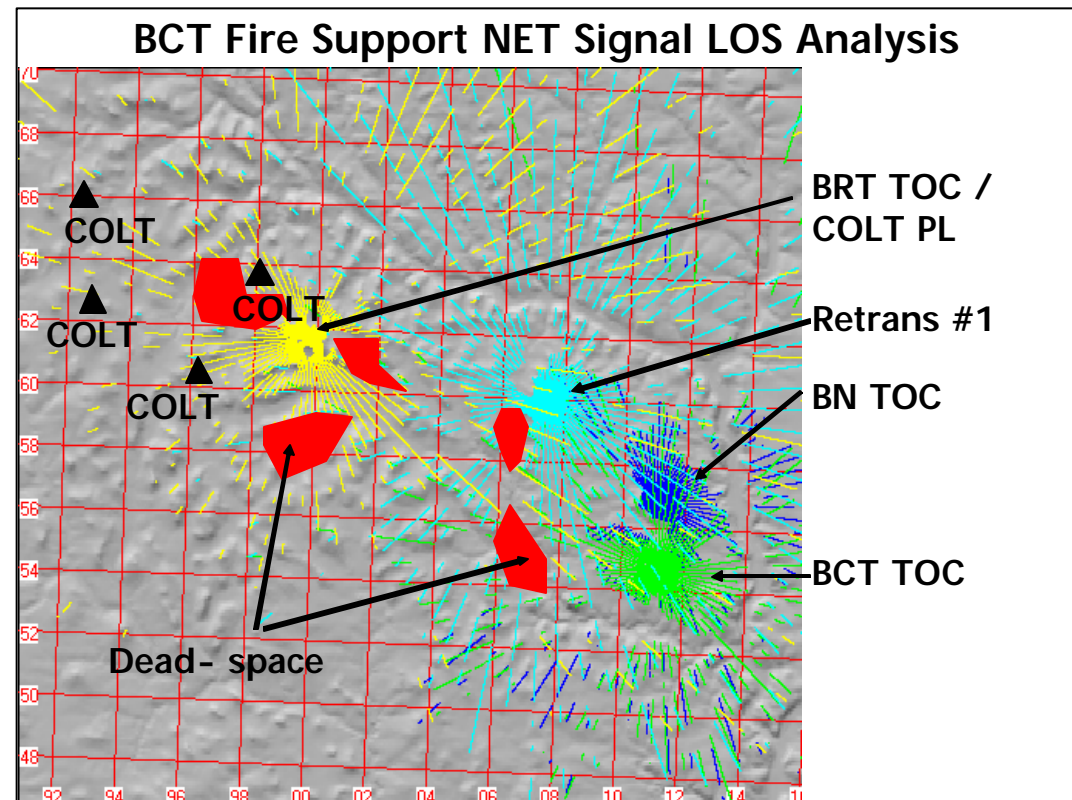 BCT Fire Support NET Signal LOS Analysis
70
68
66
64
62
60
58
56
54
52
50
48
92
94
96
98
00
02
04
06
08
10
12
14
COLT
COLT
COLT
COLT
BRT TOC /
COLT PL
Retrans #1
BN TOC
BCT TOC
Dead- space